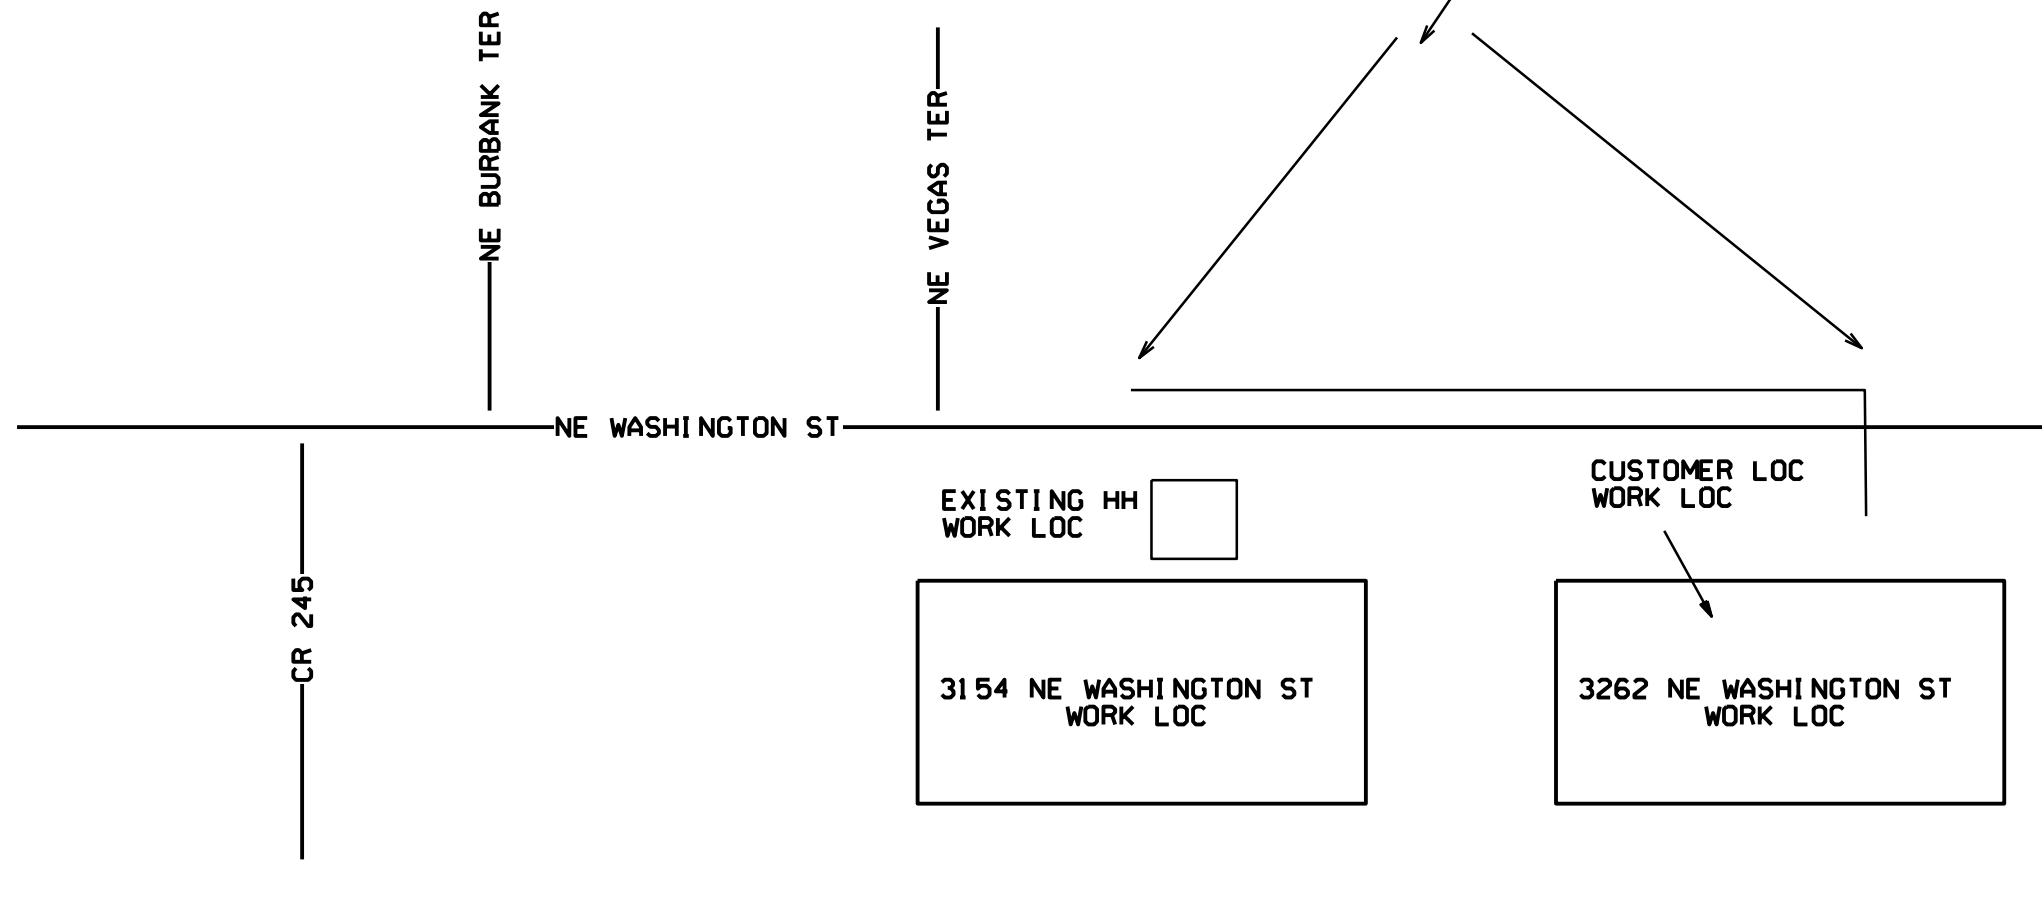 NE BURBANK TER
NE VEGAS TER
NE WASHINGTON ST
CR 245
EXISTING HH
WORK LOC
CUSTOMER LOC
WORK LOC
3154 NE WASHINGTON ST
WORK LOC
3262 NE WASHINGTON ST
WORK LOC